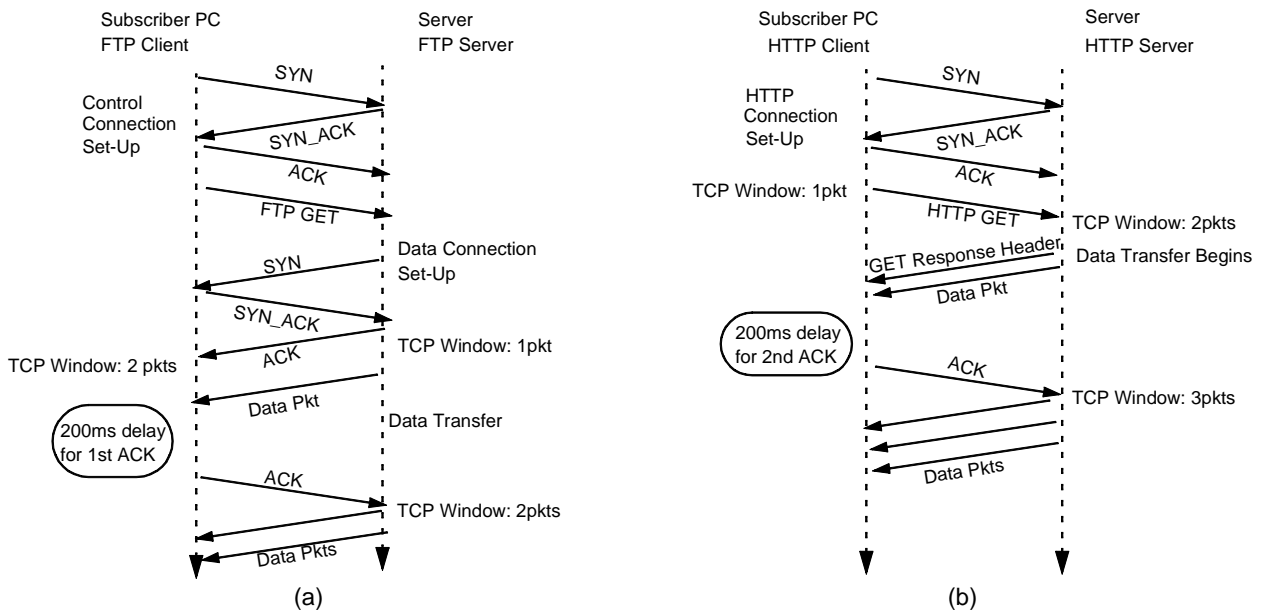 Subscriber PC
FTP Client
Server
FTP Server
SYN
Control
Connection
Set-Up
SYN_ACK
ACK
FTP GET
Data Connection
Set-Up
SYN
SYN_ACK
ACK
TCP Window: 1pkt
TCP Window: 2 pkts
Data Pkt
Data Transfer
200ms delay
for 1st ACK
ACK
TCP Window: 2pkts
Data Pkts
(a)
Subscriber PC
HTTP Client
Server
HTTP Server
SYN
HTTP
Connection
Set-Up
SYN_ACK
ACK
TCP Window: 1pkt
HTTP GET
TCP Window: 2pkts
GET Response Header
Data Transfer Begins
Data Pkt
200ms delay
for 2nd ACK
ACK
TCP Window: 3pkts
Data Pkts
(b)